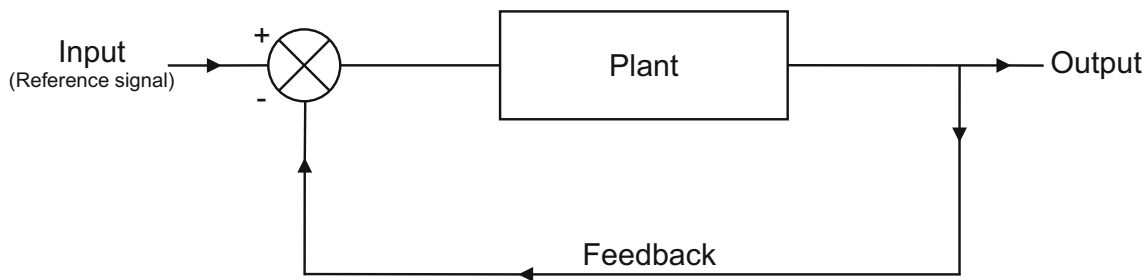 Input
(Reference signal)
+
-
Plant
Output
Feedback